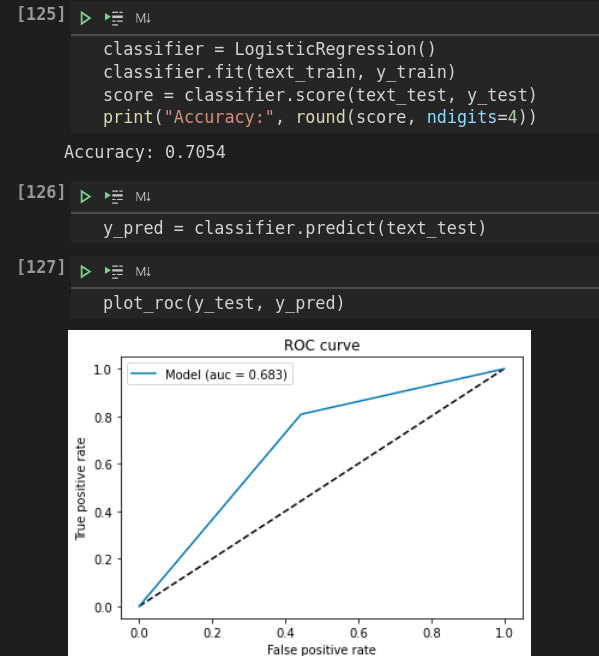 [125]
M↓
classifier = LogisticRegression()
classifier.fit(text_train, y_train)
score = classifier.score(text_test, y_test)
print("Accuracy:", round(score, ndigits=4))
Accuracy: 0.7054
[126]
M↓
y_pred = classifier.predict(text_test)
[127]
M↓
plot_roc(y_test, y_pred)
ROC curve
Model (auc = 0.683)
True positive rate
1.0
0.8
0.6
0.4
0.2
0.0
0.0 0.2 0.4 0.6 0.8 1.0
False positive rate